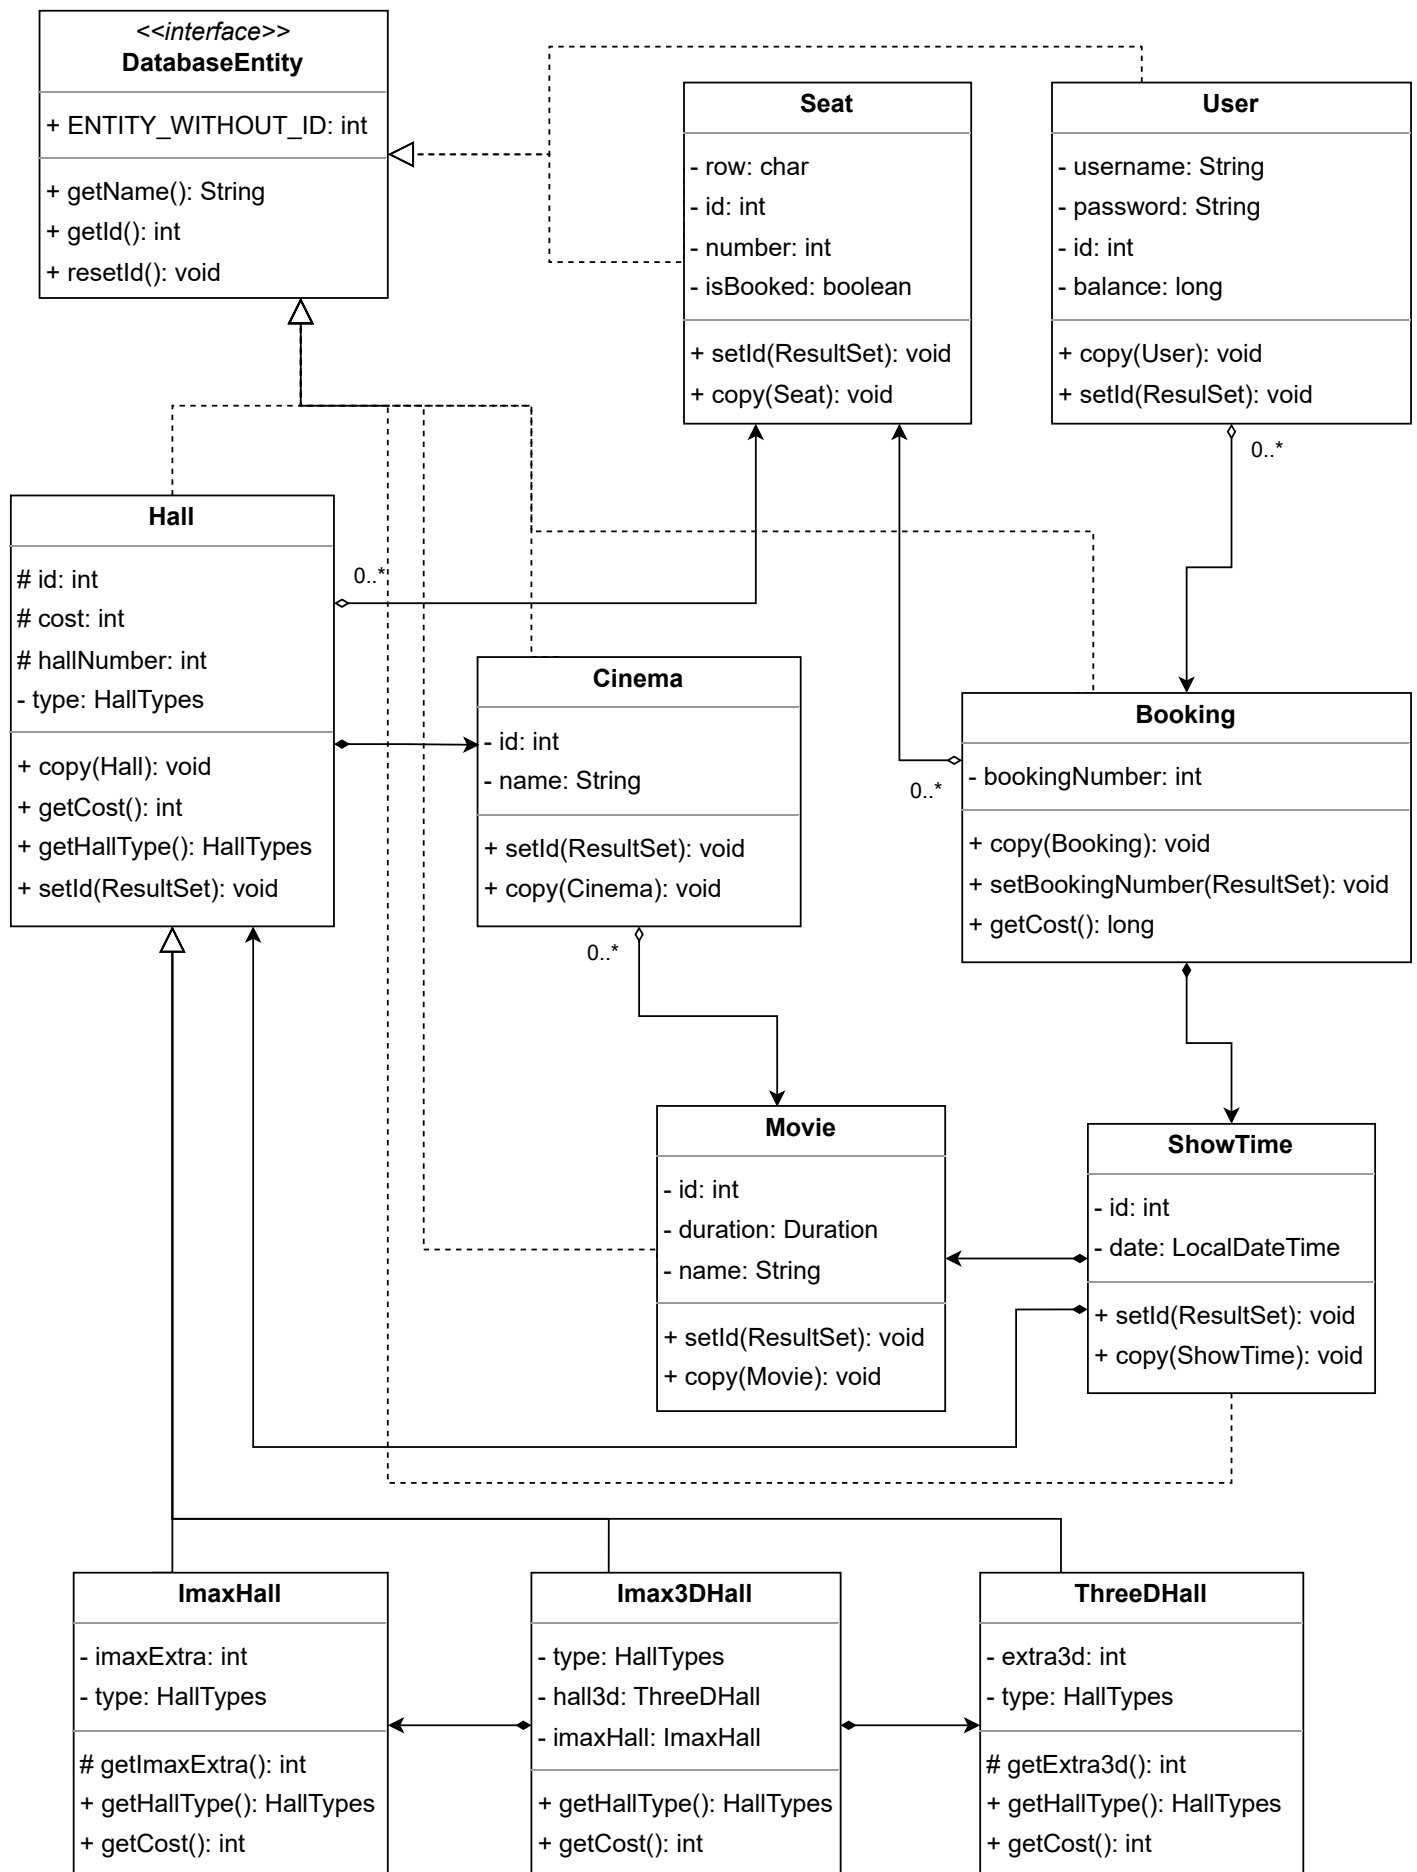 <<interface>>
DatabaseEntity
+ ENTITY_WITHOUT_ID: int
+ getName(): String
+ getId(): int
+ resetId(): void
Seat
- row: char
- id: int
- number: int
- isBooked: boolean
+ setId(ResultSet): void
+ copy(Seat): void
User
- username: String
- password: String
- id: int
- balance: long
+ copy(User): void
+ setId(ResulSet): void
0..*
Hall
# id: int
# cost: int
# hallNumber: int
- type: HallTypes
+ copy(Hall): void
+ getCost(): int
+ getHallType(): HallTypes
+ setId(ResultSet): void
0..*
Cinema
- id: int
- name: String
+ setId(ResultSet): void
+ copy(Cinema): void
0..*
Booking
- bookingNumber: int
+ copy(Booking): void
+ setBookingNumber(ResultSet): void
+ getCost(): long
0..*
Movie
- id: int
- duration: Duration
- name: String
+ setId(ResultSet): void
+ copy(Movie): void
ShowTime
- id: int
- date: LocalDateTime
+ setId(ResultSet): void
+ copy(ShowTime): void
ImaxHall
- imaxExtra: int
- type: HallTypes
# getImaxExtra(): int
+ getHallType(): HallTypes
+ getCost(): int
Imax3DHall
- type: HallTypes
- hall3d: ThreeDHall
- imaxHall: ImaxHall
+ getHallType(): HallTypes
+ getCost(): int
ThreeDHall
- extra3d: int
- type: HallTypes
# getExtra3d(): int
+ getHallType(): HallTypes
+ getCost(): int